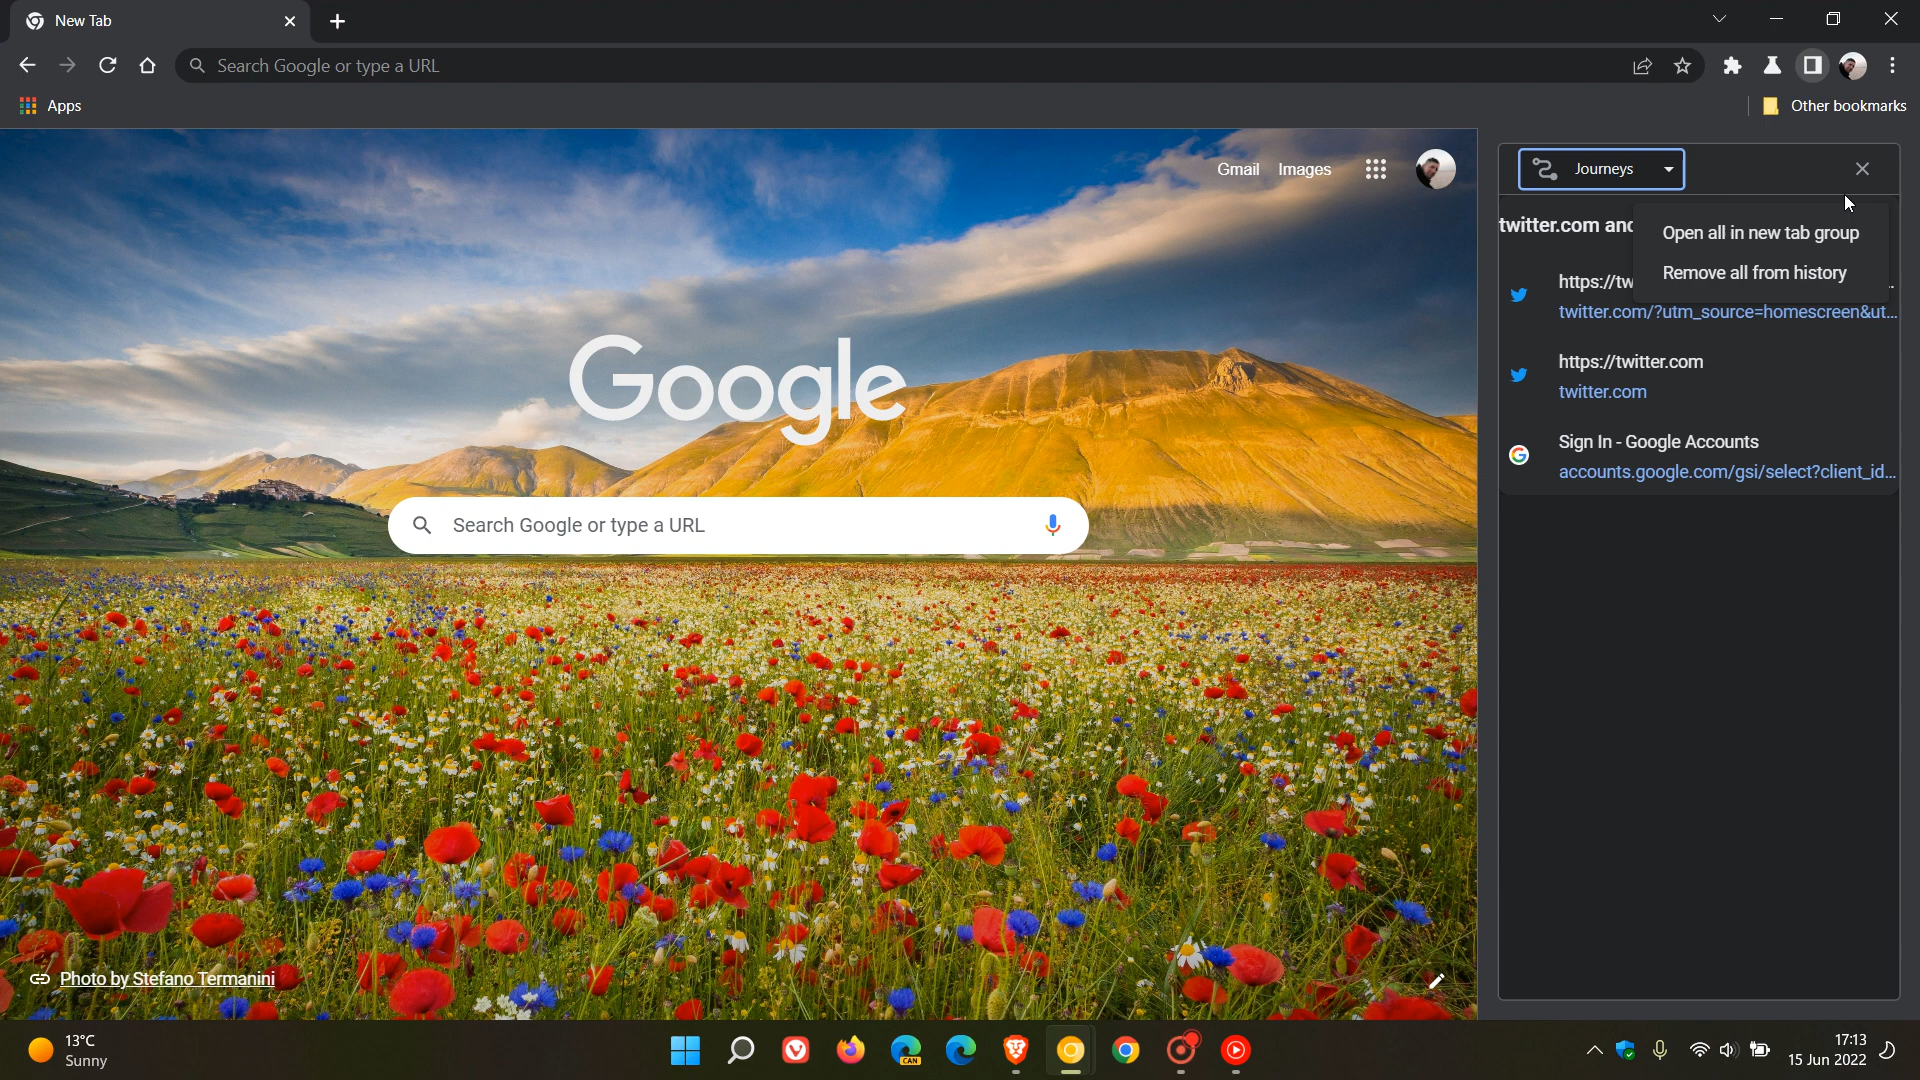 New Tab
Search Google or type a URL
Apps
Other bookmarks
Gmail
Images
Journeys
twitter.com and
Open all in new tab group
Remove all from history
https://tw
twitter.com/?utm_source=homescreen&ut...
https://twitter.com
twitter.com
Sign In - Google Accounts
accounts.google.com/gsi/select?client_id...
Google
Search Google or type a URL
Photo by Stefano Termanini
13°C
Sunny
CAN
17:13
15 Jun 2022